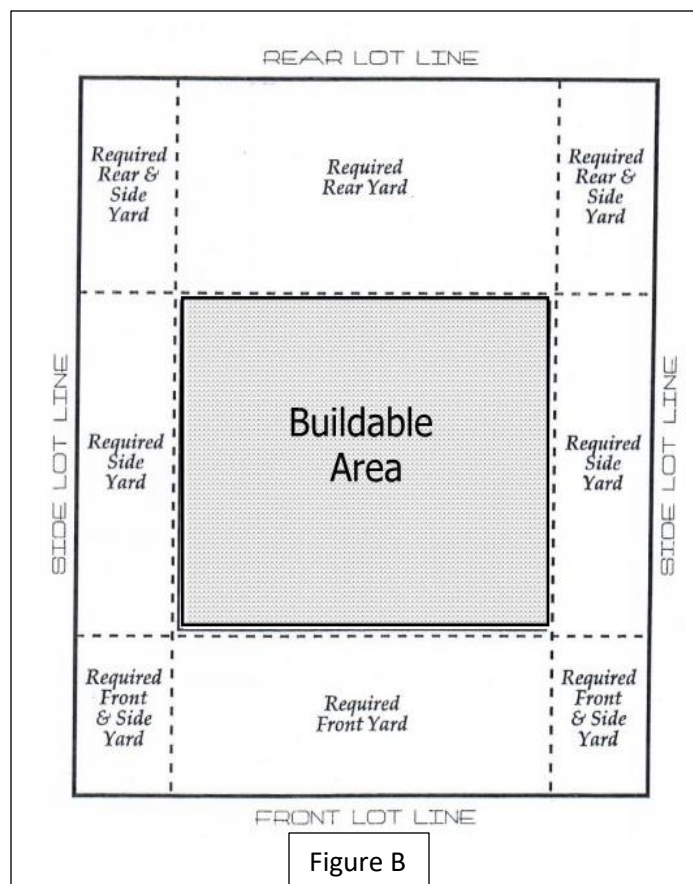 REAR LOT LINE
Required
Rear &
Side
Yard
Required
Rear Yard
Required
Rear &
Side
Yard
SIDE LOT LINE
Required
Side
Yard
Buildable
Area
Required
Side
Yard
SIDE LOT LINE
Required
Front
& Side
Yard
Required
Front Yard
Required
Front
& Side
Yard
FRONT LOT LINE
Figure B